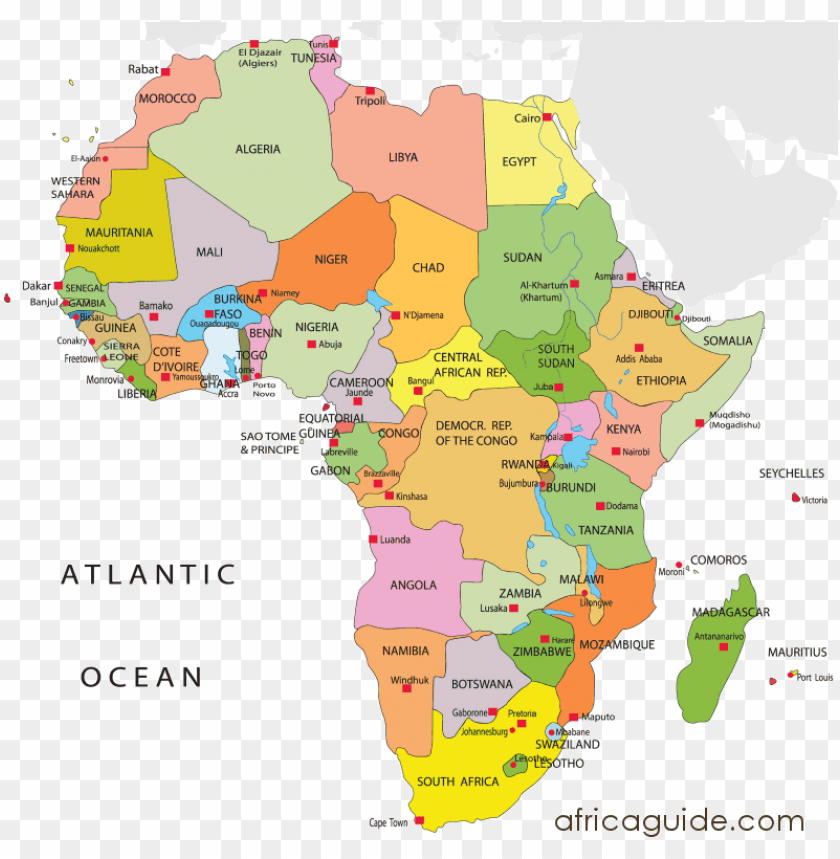 Tunis
El Djazair
(Algiers)
TUNISIA
Rabat
Tripoli
MOROCCO
Cairo
ALGERIA
LIBYA
EGYPT
El-Aaiun
WESTERN
SAHARA
MAURITANIA
Nouakchott
MALI
NIGER
CHAD
SUDAN
Asmara
ERITREA
Al-Khartum
(Khartum)
Dakar
SENEGAL
Banjul
GAMBIA
Bissau
Bamako
BURKINA
FASO
Ouagadougou
Niamey
N'Djamena
DJIBOUTI
Djibouti
GUINEA
BENIN
NIGERIA
Abuja
Conakry
SIERRA
LEONE
Freetown
COTE
D'IVOIRE
Yamoussoukro
TOGO
GHANA
Lome
Accra
Porto
Novo
Monrovia
LIBERIA
SOMALIA
SOUTH
SUDAN
Addis Ababa
ETHIOPIA
CENTRAL
AFRICAN REP.
Bangui
Juba
CAMEROON
Jaunde
EQUATORIAL
GUINEA
SAO TOME
& PRINCIPE
Labreville
GABON
CONGO
DEMOCR. REP.
OF THE CONGO
Kampala
KENYA
Nairobi
Muqdisho
(Mogadishu)
RWANDA
Kigali
Bujumbura
BURUNDI
Brazzaville
Kinshasa
SEYCHELLES
Victoria
Dodama
TANZANIA
Luanda
ATLANTIC
OCEAN
ANGOLA
ZAMBIA
Lusaka
MALAWI
Lilongwe
COMOROS
Moroni
MADAGASCAR
Antananarivo
MAURITIUS
Port Louis
NAMIBIA
Windhuk
Harare
ZIMBABWE
MOZAMBIQUE
BOTSWANA
Gaborone
Pretoria
Johannesburg
Maputo
Mbabane
SWAZILAND
Lesotho
LESOTHO
SOUTH AFRICA
Cape Town
africaguide.com